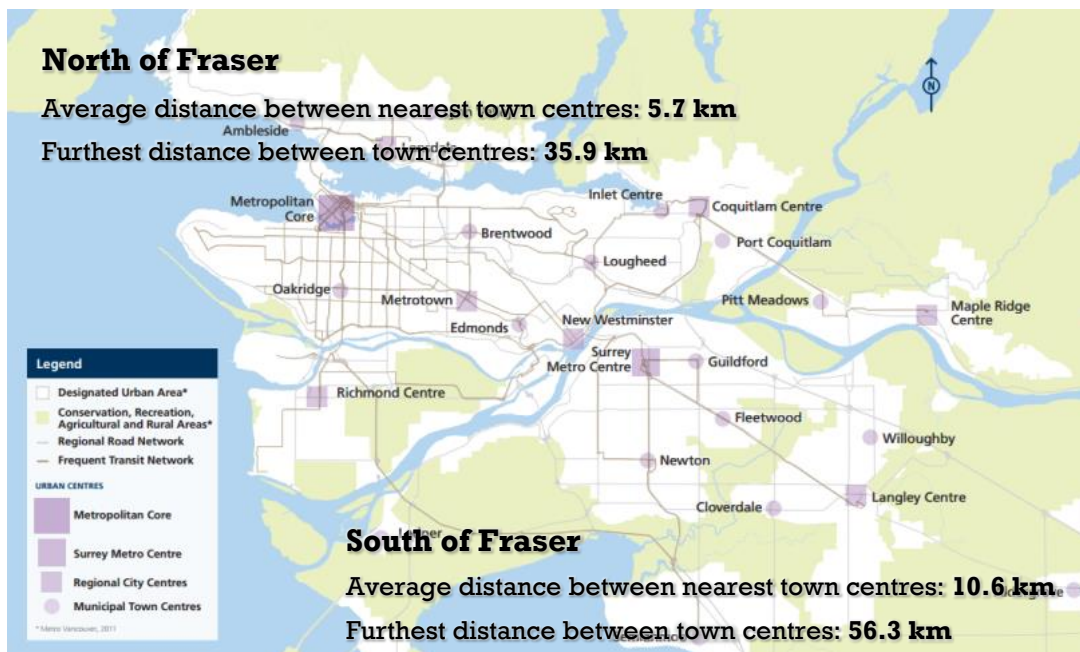 North of Fraser
Average distance between nearest town centres: 5.7 km
Ambleside
Furthest distance between town centres: 35.9 km
Metropolitan
Core
Inlet Centre
Coquitlam Centre
Brentwood
Port Coquitlam
Lougheed
Oakridge
Metrotown
Pitt Meadows
Maple Ridge
Centre
Edmonds
New Westminster
Surrey
Metro Centre
Guildford
N
Legend
Designated Urban Area*
Conservation, Recreation,
Agricultural and Rural Areas*
Regional Road Network
Frequent Transit Network
URBAN CENTRES
Metropolitan Core
Surrey Metro Centre
Regional City Centres
Municipal Town Centres
* Metro Vancouver, 2011
Richmond Centre
Fleetwood
Willoughby
Newton
Langley Centre
Cloverdale
South of Fraser
Average distance between nearest town centres: 10.6 km
Furthest distance between town centres: 56.3 km